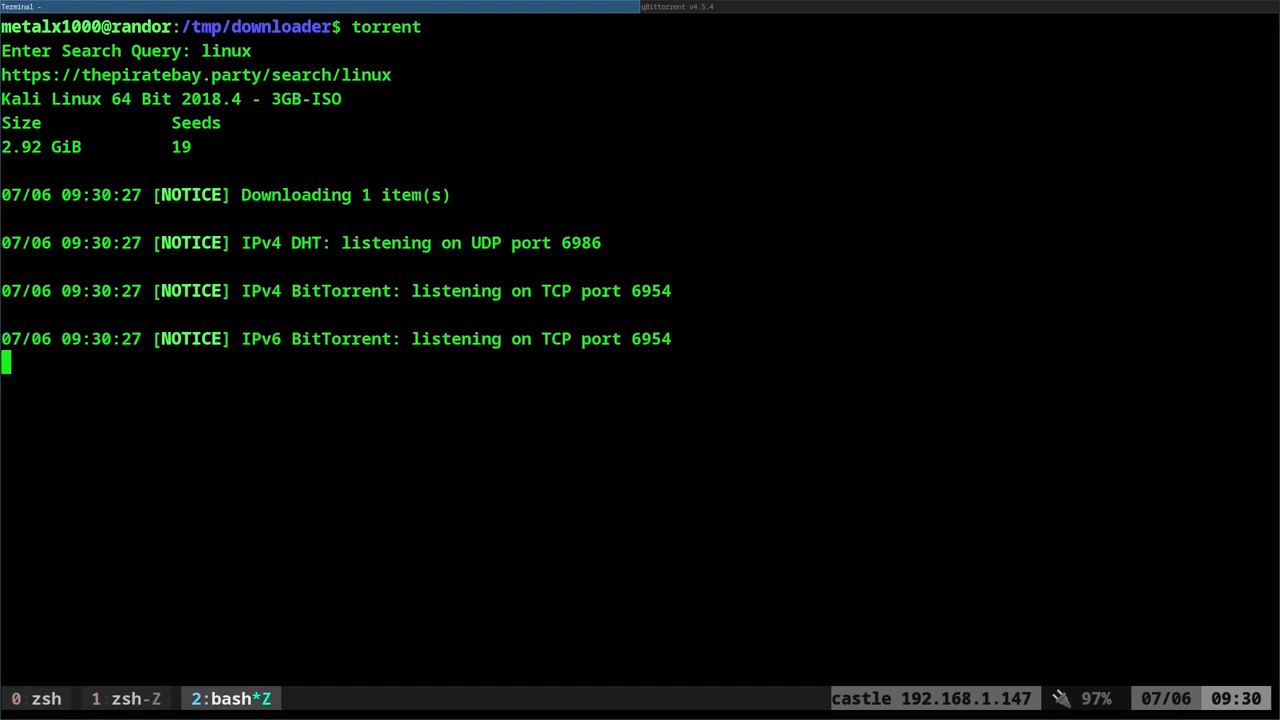 Terminal -
qBittorrent v4.5.4
metalx1000@randor:/tmp/downloader$ torrent
Enter Search Query: linux
https://thepiratebay.party/search/linux
Kali Linux 64 Bit 2018.4 - 3GB-ISO
Size Seeds
2.92 GiB 19
07/06 09:30:27 [NOTICE] Downloading 1 item(s)
07/06 09:30:27 [NOTICE] IPv4 DHT: listening on UDP port 6986
07/06 09:30:27 [NOTICE] IPv4 BitTorrent: listening on TCP port 6954
07/06 09:30:27 [NOTICE] IPv6 BitTorrent: listening on TCP port 6954
0 zsh 1 zsh-Z 2:bash*Z castle 192.168.1.147 97% 07/06 09:30